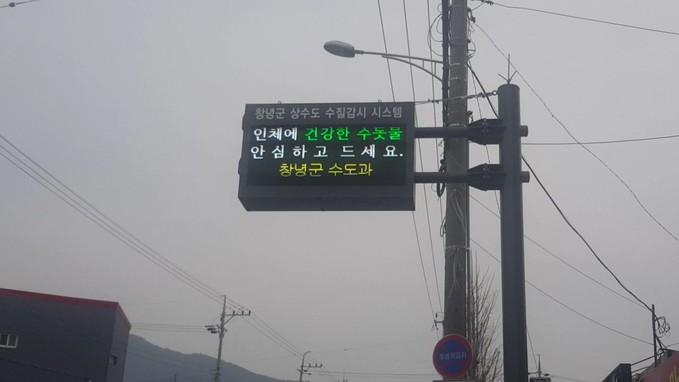 창녕군 상수도 수질감시 시스템
인체에 건강한 수돗물
안심하고 드세요.
창녕군 수도과